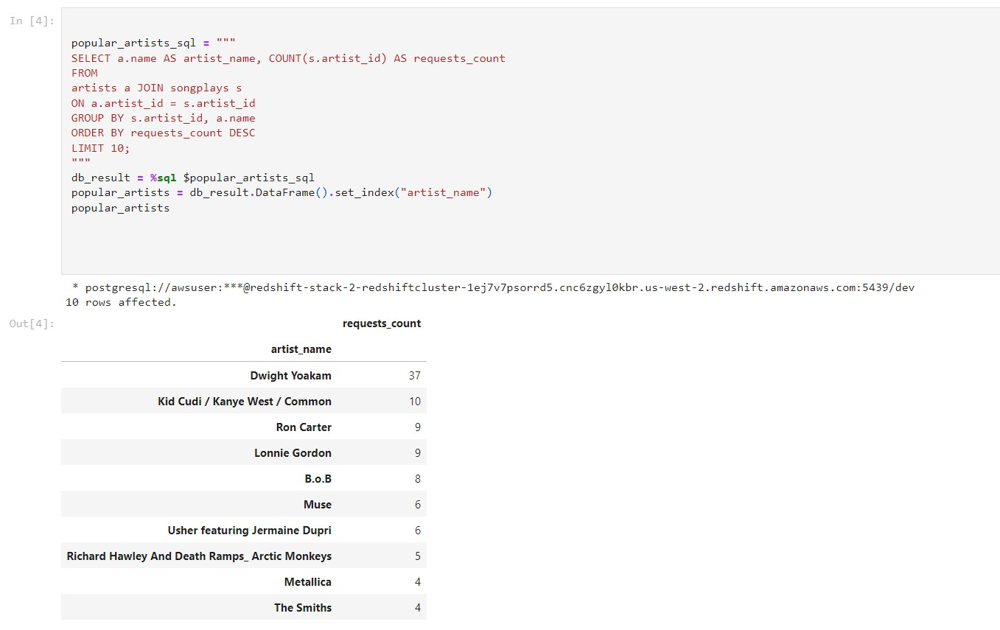 In [4]:
popular_artists_sql = """
SELECT a.name AS artist_name, COUNT(s.artist_id) AS requests_count
FROM
artists a JOIN songplays s
ON a.artist_id = s.artist_id
GROUP BY s.artist_id, a.name
ORDER BY requests_count DESC
LIMIT 10;
"""
db_result = %sql $popular_artists_sql
popular_artists = db_result.DataFrame().set_index("artist_name")
popular_artists
* postgresql://awsuser:***@redshift-stack-2-redshiftcluster-1ej7v7psorrd5.cnc6zgyl0kbr.us-west-2.redshift.amazonaws.com:5439/dev
10 rows affected.
Out[4]:
requests_count
artist_name
Dwight Yoakam 37
Kid Cudi / Kanye West / Common 10
Ron Carter 9
Lonnie Gordon 9
B.o.B 8
Muse 6
Usher featuring Jermaine Dupri 6
Richard Hawley And Death Ramps_ Arctic Monkeys 5
Metallica 4
The Smiths 4